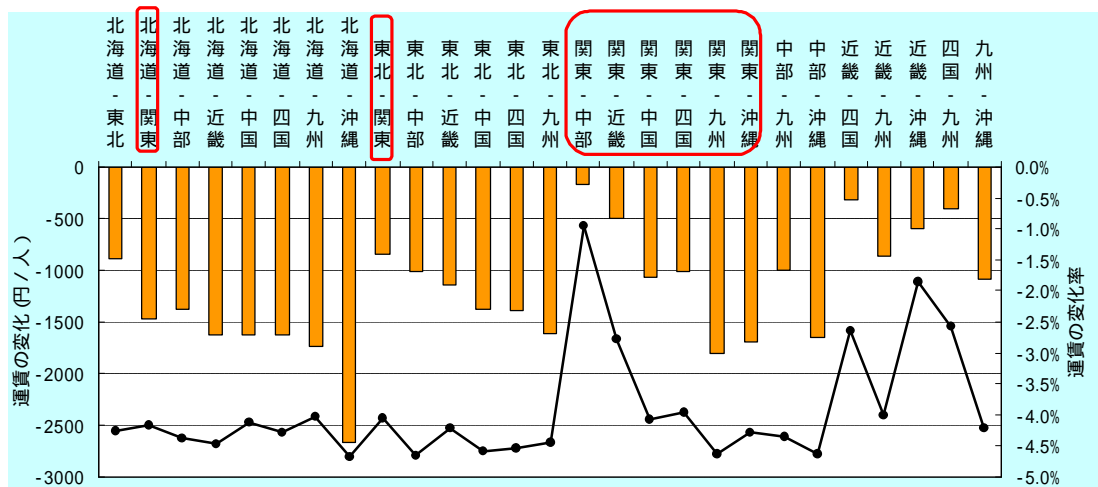 北海道-東北
北海道-関東
北海道-中部
北海道-近畿
北海道-中国
北海道-四国
北海道-九州
北海道-沖縄
東北-関東
東北-中部
東北-近畿
東北-中国
東北-四国
東北-九州
関東-中部
関東-近畿
関東-中国
関東-四国
関東-九州
関東-沖縄
中部-九州
中部-沖縄
近畿-四国
近畿-九州
近畿-沖縄
四国-九州
九州-沖縄
運賃の変化(円/人)
0
-500
-1000
-1500
-2000
-2500
-3000
0.0%
-0.5%
-1.0%
-1.5%
-2.0%
-2.5%
-3.0%
-3.5%
-4.0%
-4.5%
-5.0%
運賃の変化率